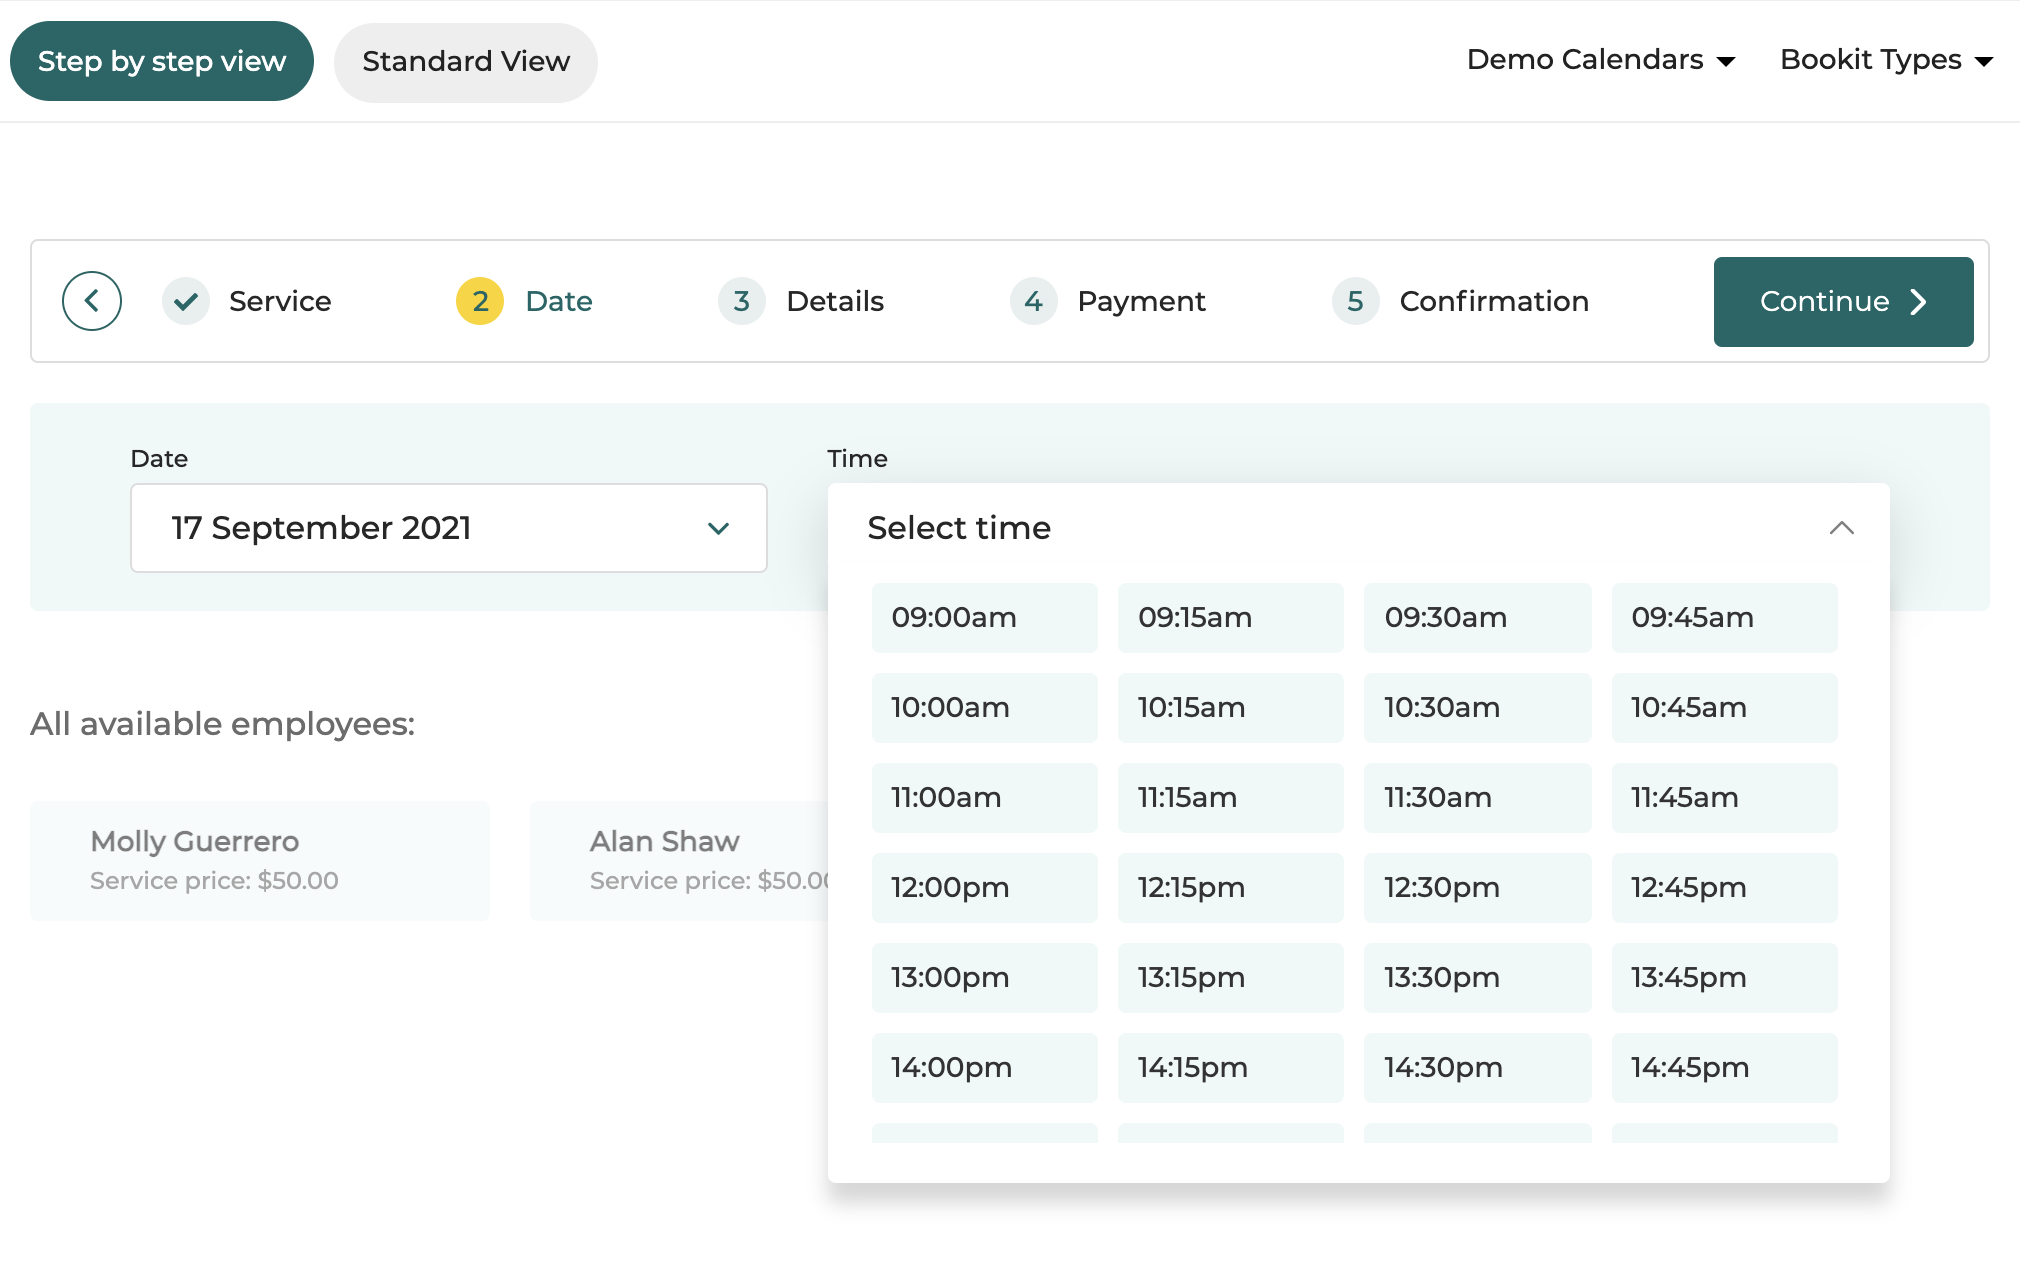 Step by step view
Standard View
Demo Calendars
Bookit Types
Service
2 Date
3 Details
4 Payment
5 Confirmation
Continue
Date
17 September 2021
Time
Select time
09:00am 09:15am 09:30am 09:45am
10:00am 10:15am 10:30am 10:45am
11:00am 11:15am 11:30am 11:45am
12:00pm 12:15pm 12:30pm 12:45pm
13:00pm 13:15pm 13:30pm 13:45pm
14:00pm 14:15pm 14:30pm 14:45pm
All available employees:
Molly Guerrero
Service price: $50.00
Alan Shaw
Service price: $50.00